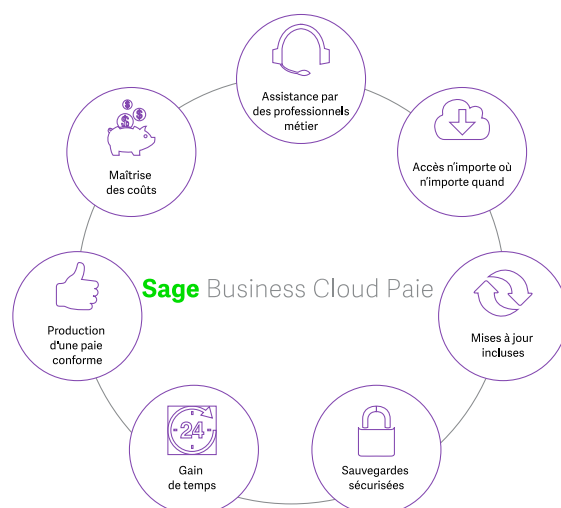 Assistance par
des professionnels
métier
Accès n'importe où
n'importe quand
Mises à jour
incluses
Sauvegardes
sécurisées
24
Gain
de temps
Production
d'une paie
conforme
Maîtrise
des coûts
$
$
$
Sage Business Cloud Paie